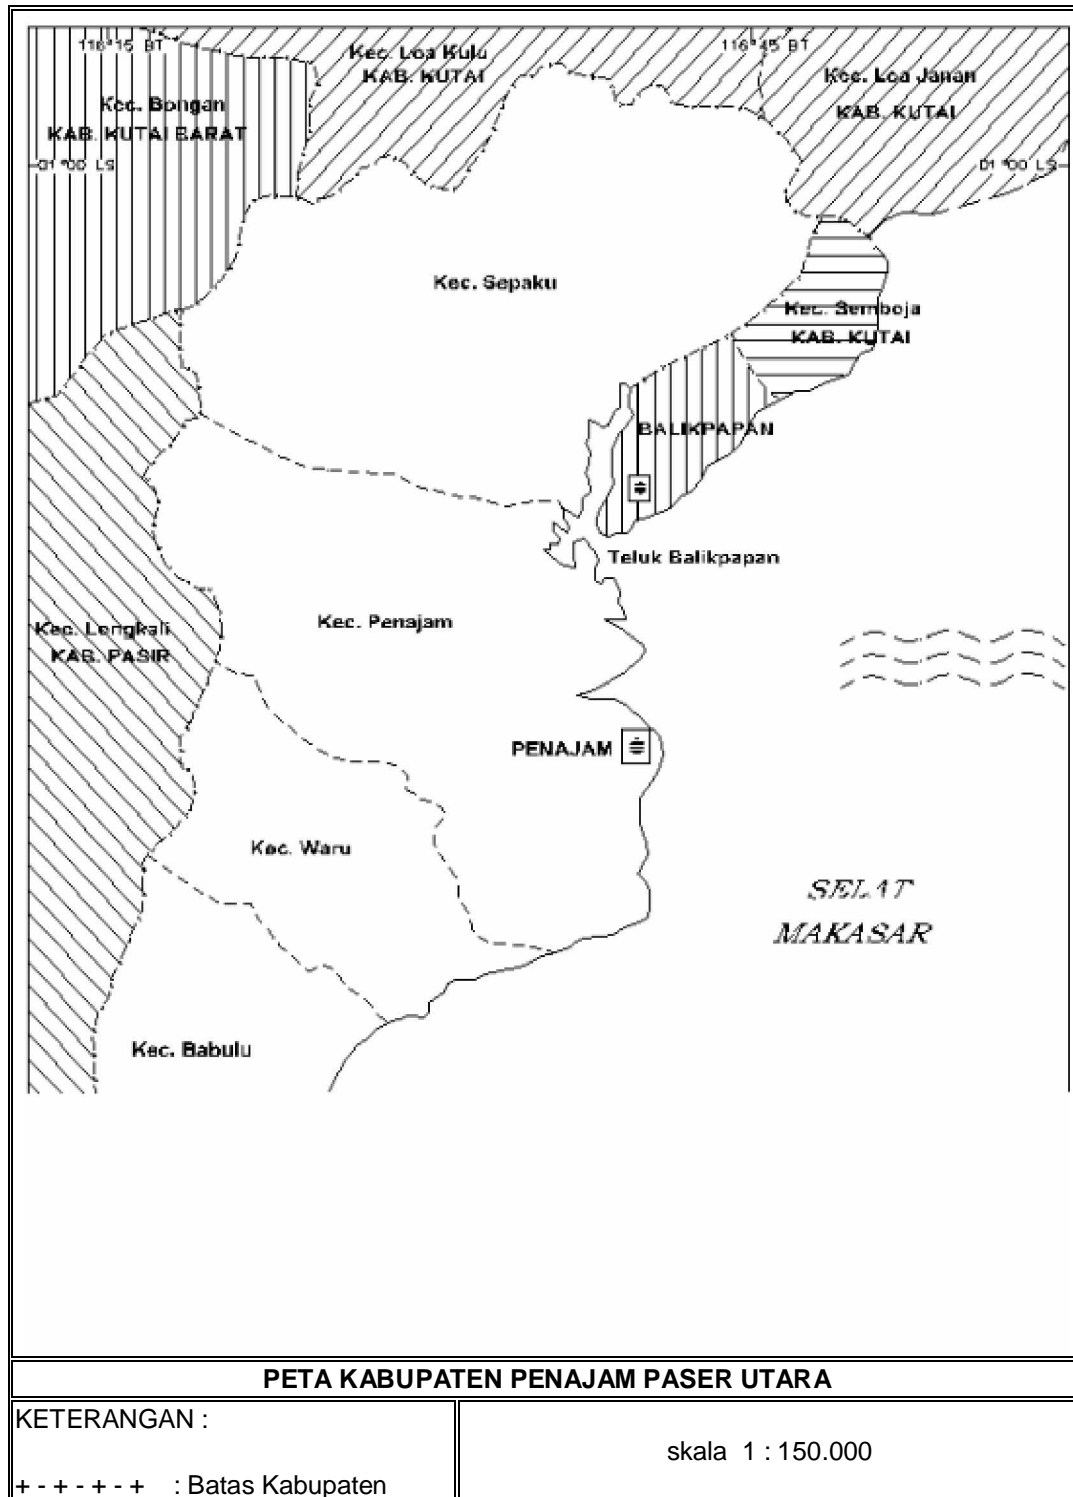 116°15 BT
Kec. Loa Kulu
KAB. KUTAI
116°45 BT
Kec. Loa Janan
KAB. KUTAI
Kec. Bongan
KAB. KUTAI BARAT
01°00 LS
01°00 LS
Kec. Sepaku
Kec. Semboja
KAB. KUTAI
BALIKPAPAN
Teluk Balikpapan
Kec. Penajam
Kec. Longkali
KAB. PASIR
PENAJAM
Kec. Waru
SELAT
MAKASAR
Kec. Babulu
PETA KABUPATEN PENAJAM PASER UTARA
KETERANGAN :
skala 1 : 150.000
+ - + - + - + : Batas Kabupaten